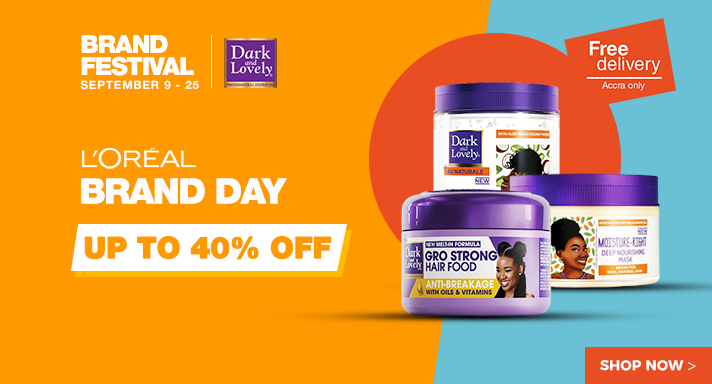 BRAND
FESTIVAL
SEPTEMBER 9 - 25
Dark
and
Lovely
PROFESSIONAL EXPERTISE
Free
delivery
Accra only
L'ORÉAL
BRAND DAY
UP TO 40% OFF
Dark
and
Lovely
AU NATURALE
NEW
NEW MELT-IN FORMULA
Dark
and
Lovely
GRO STRONG
HAIR FOOD
ANTI-BREAKAGE
WITH OILS & VITAMINS
MOISTURE-RIGHT
DEEP NOURISHING
MASK
SHOP NOW >